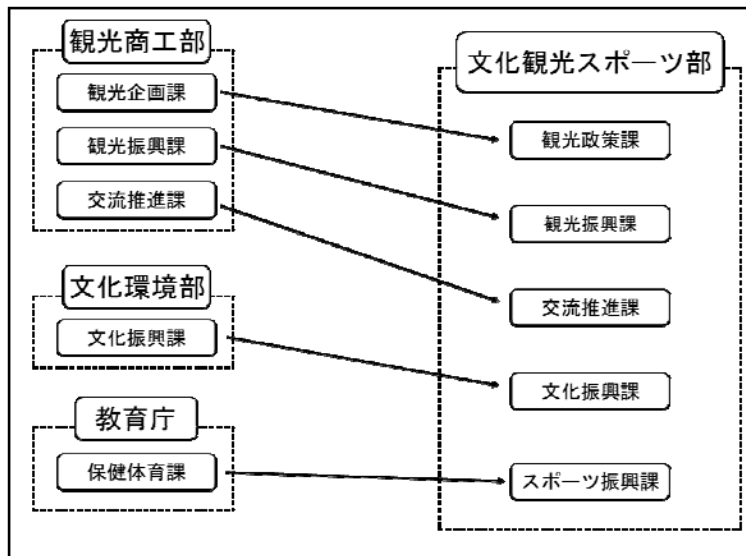 観光商工部
観光企画課
観光振興課
交流推進課
文化環境部
文化振興課
教育庁
保健体育課
文化観光スポーツ部
観光政策課
観光振興課
交流推進課
文化振興課
スポーツ振興課